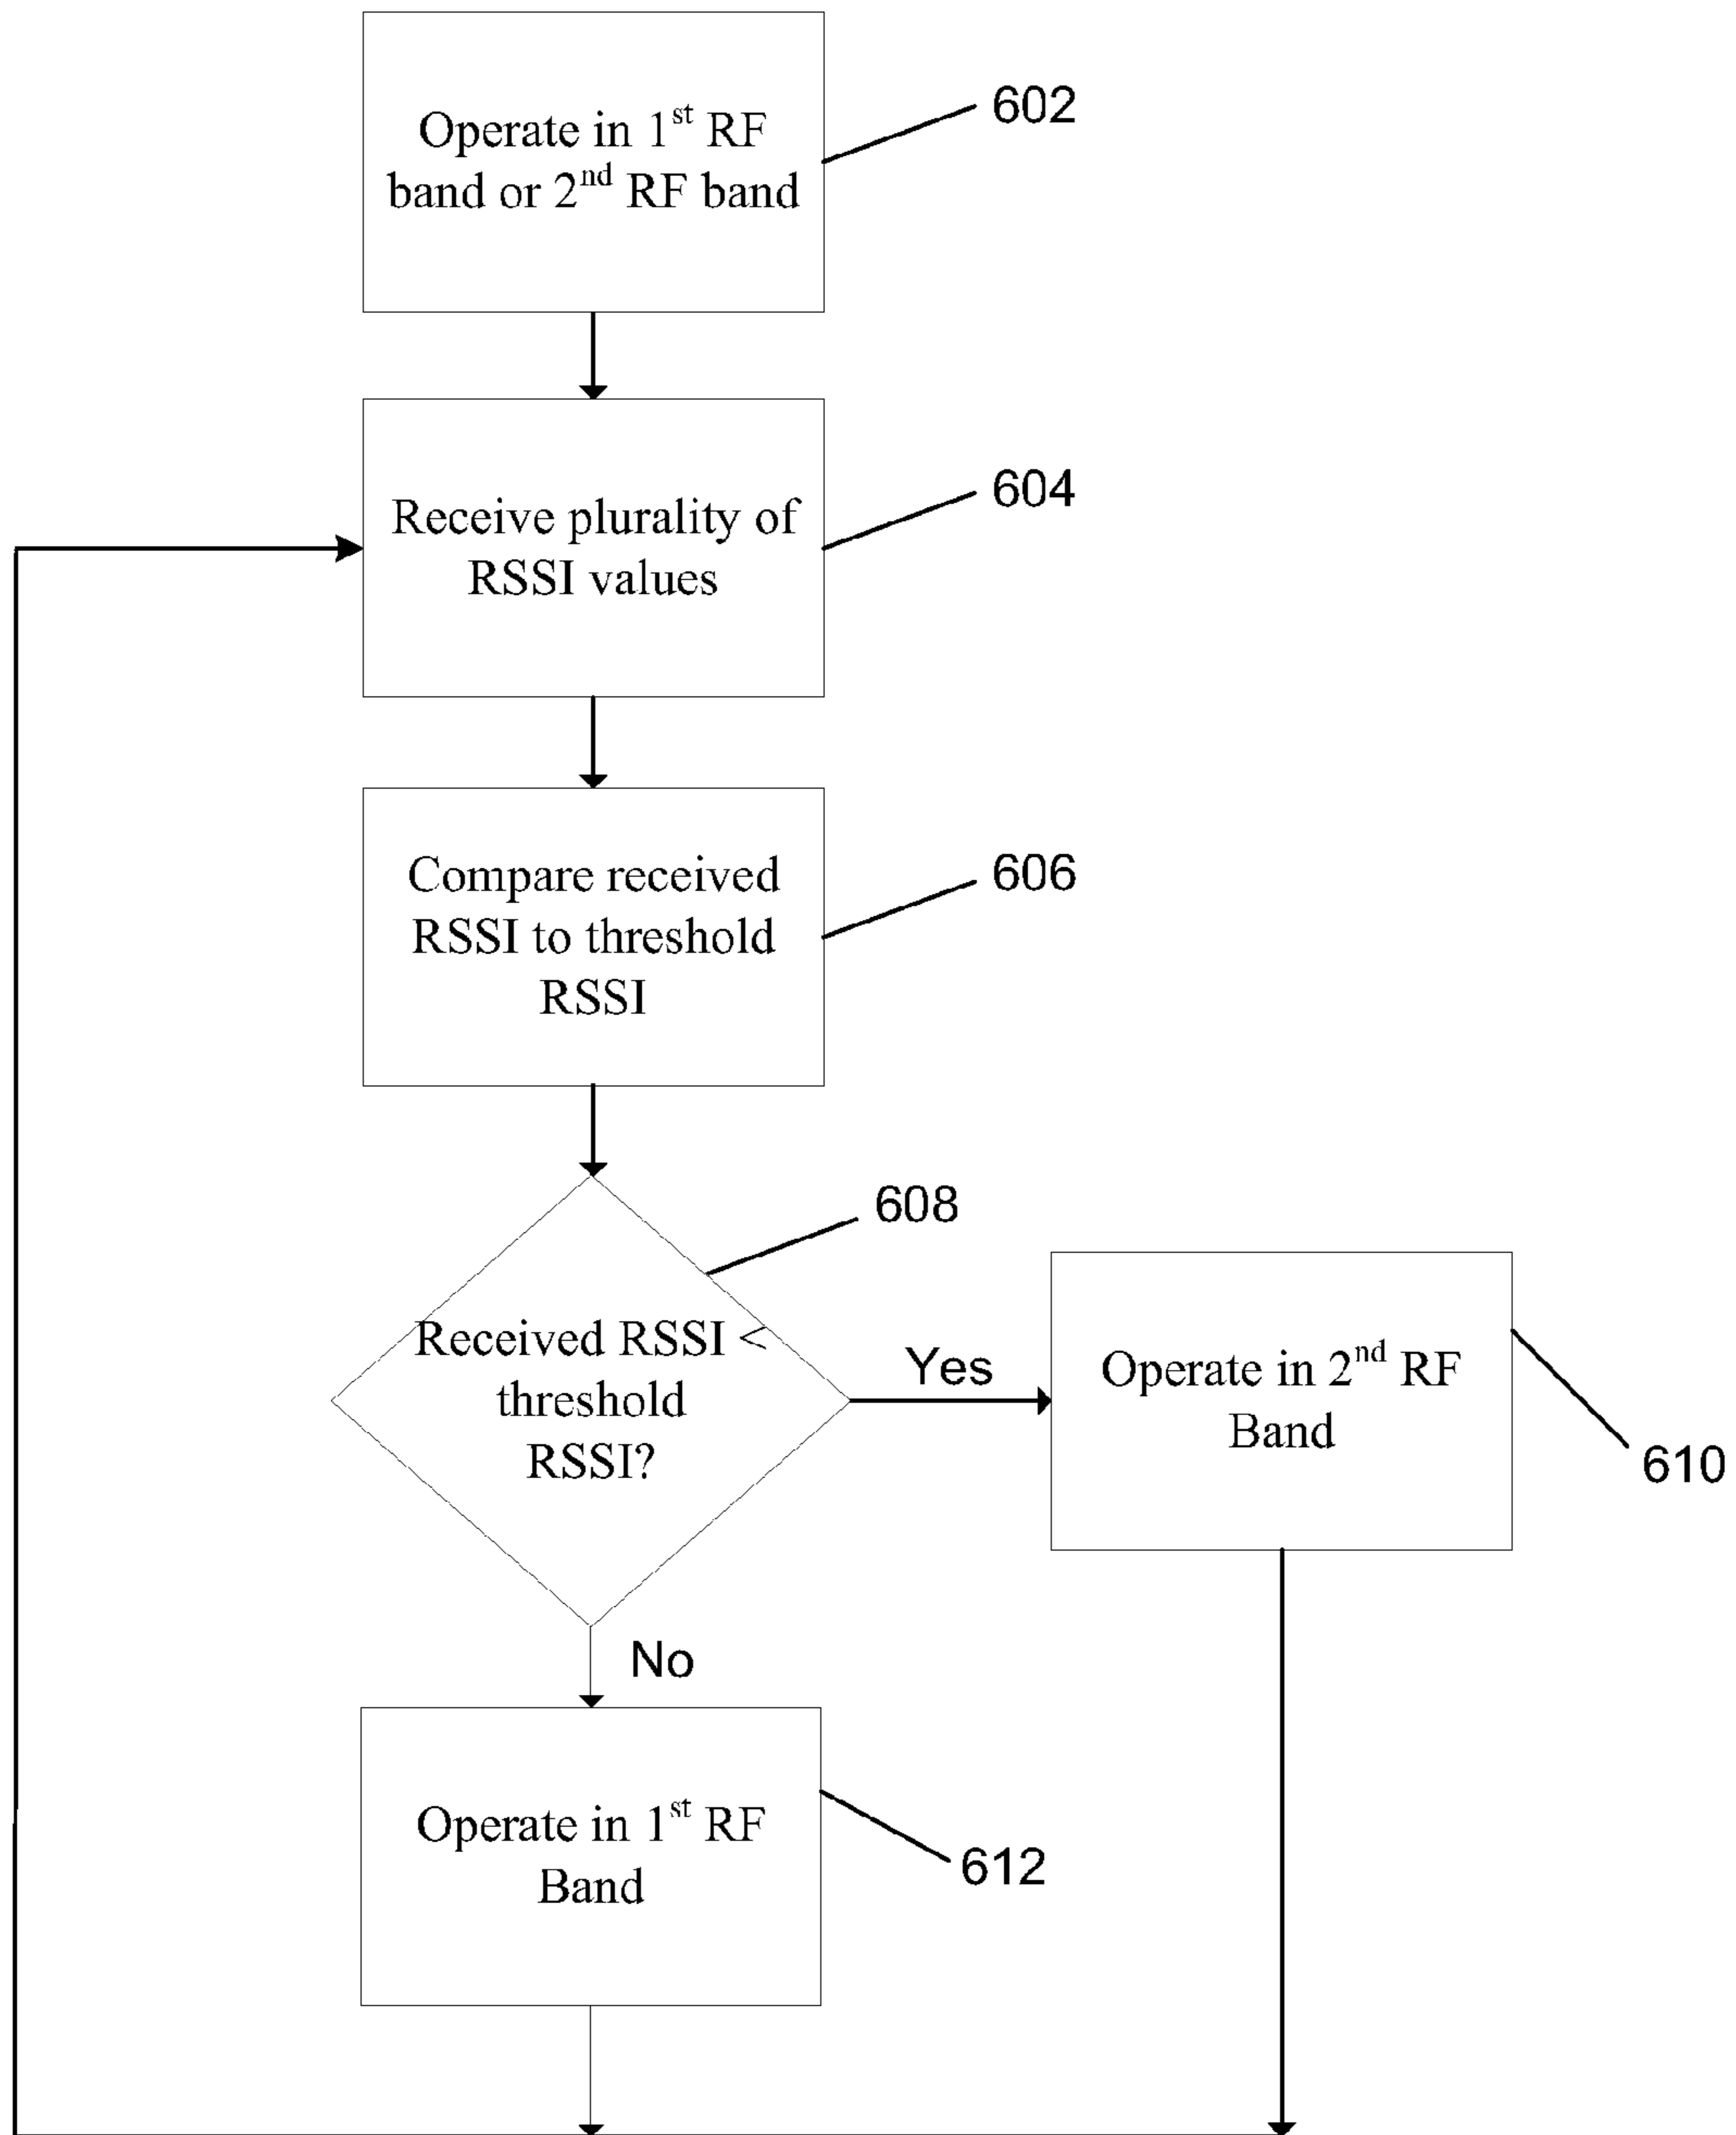 Operate in 1st RF
band or 2nd RF band
602
Receive plurality of
RSSI values
604
Compare received
RSSI to threshold
RSSI
606
608
Received RSSI <
threshold
RSSI?
Yes
Operate in 2nd RF
Band
610
No
Operate in 1st RF
Band
612